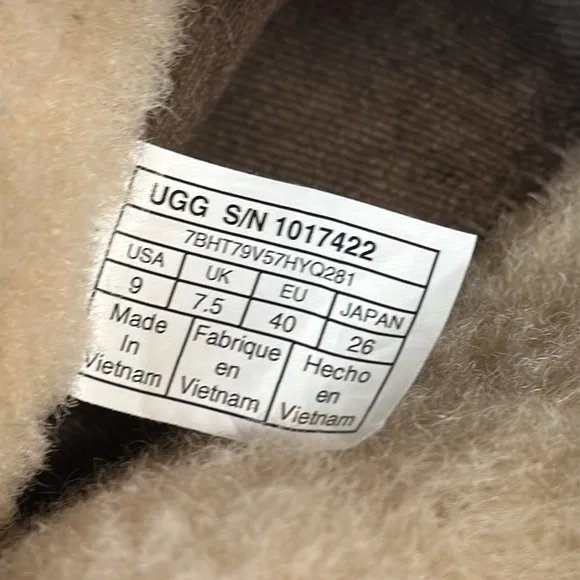 UGG S/N 1017422
7BHT79V57HYQ281
USA UK EU JAPAN
9 7.5 40 26
Made In Vietnam
Fabrique en Vietnam
Hecho en Vietnam